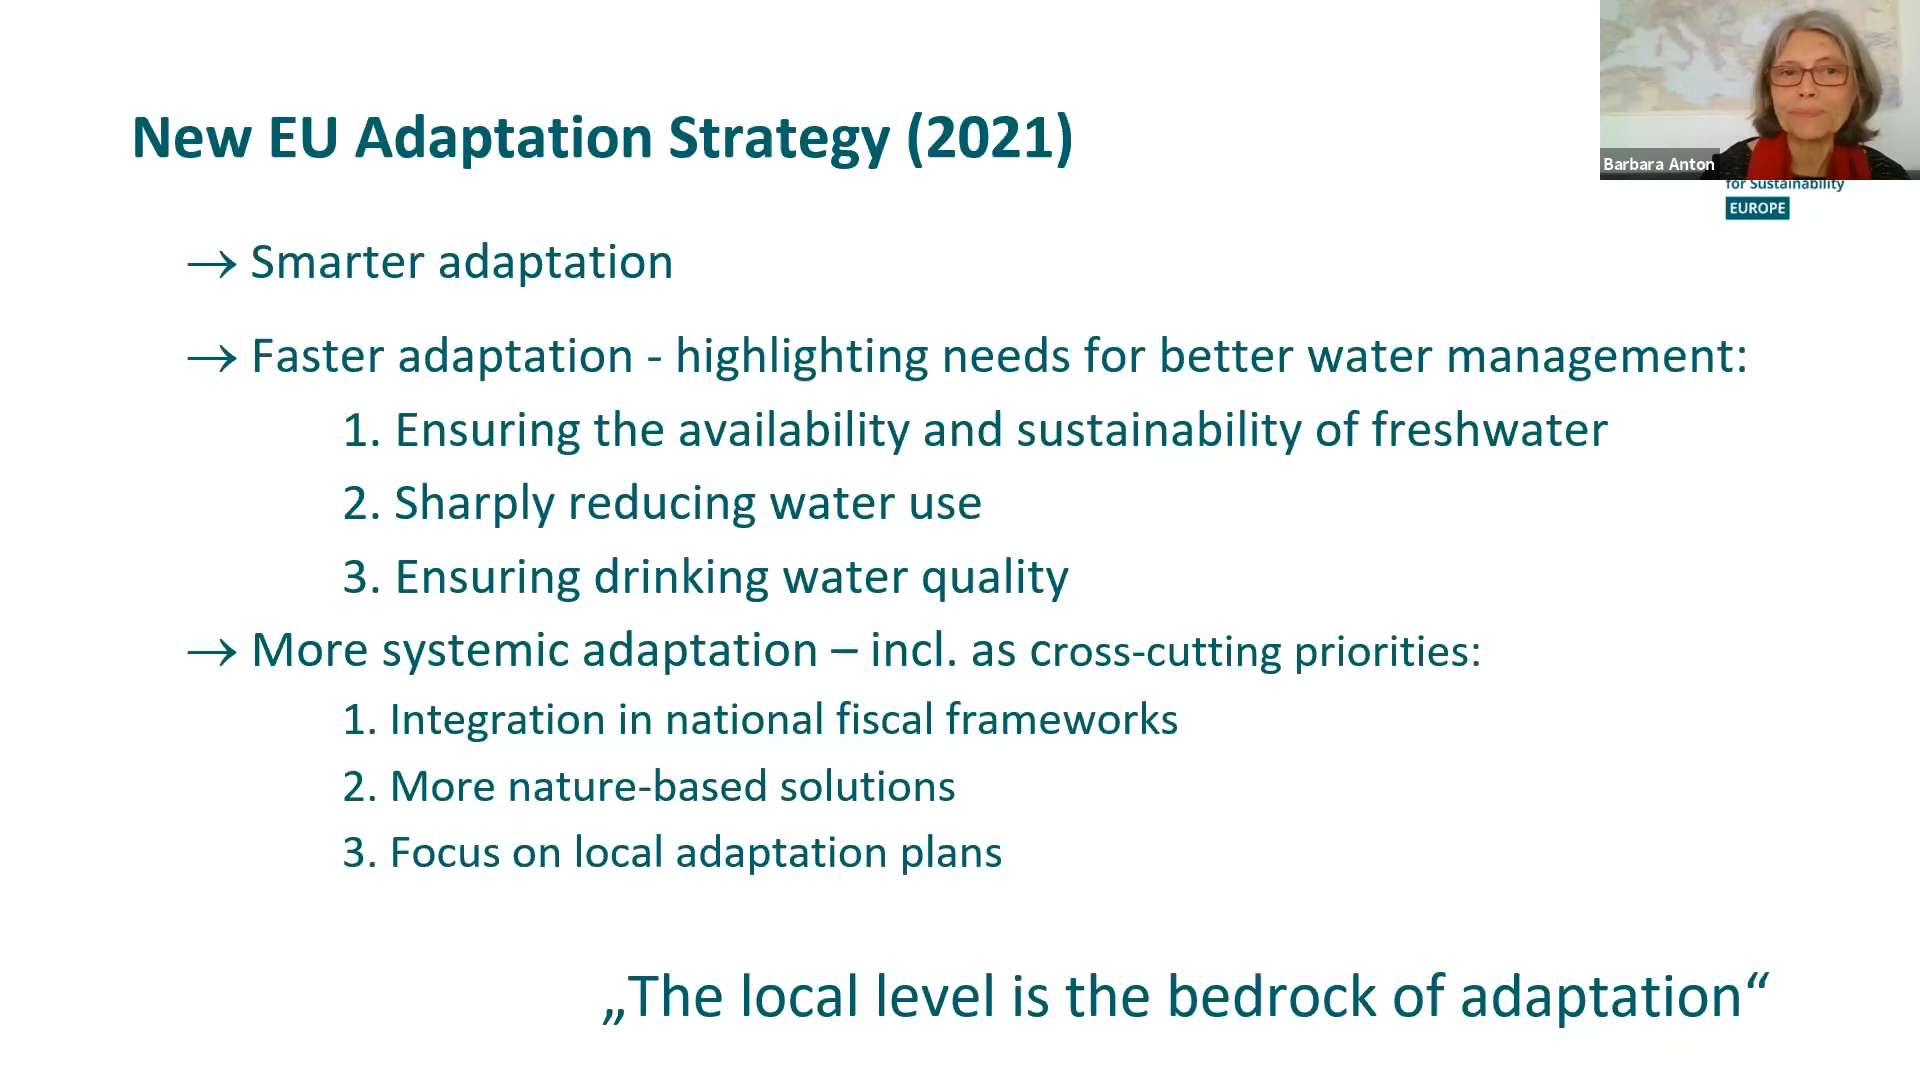 New EU Adaptation Strategy (2021)
Barbara Anton
for Sustainability
EUROPE
→ Smarter adaptation
→ Faster adaptation - highlighting needs for better water management:
1. Ensuring the availability and sustainability of freshwater
2. Sharply reducing water use
3. Ensuring drinking water quality
→ More systemic adaptation – incl. as cross-cutting priorities:
1. Integration in national fiscal frameworks
2. More nature-based solutions
3. Focus on local adaptation plans
„The local level is the bedrock of adaptation“